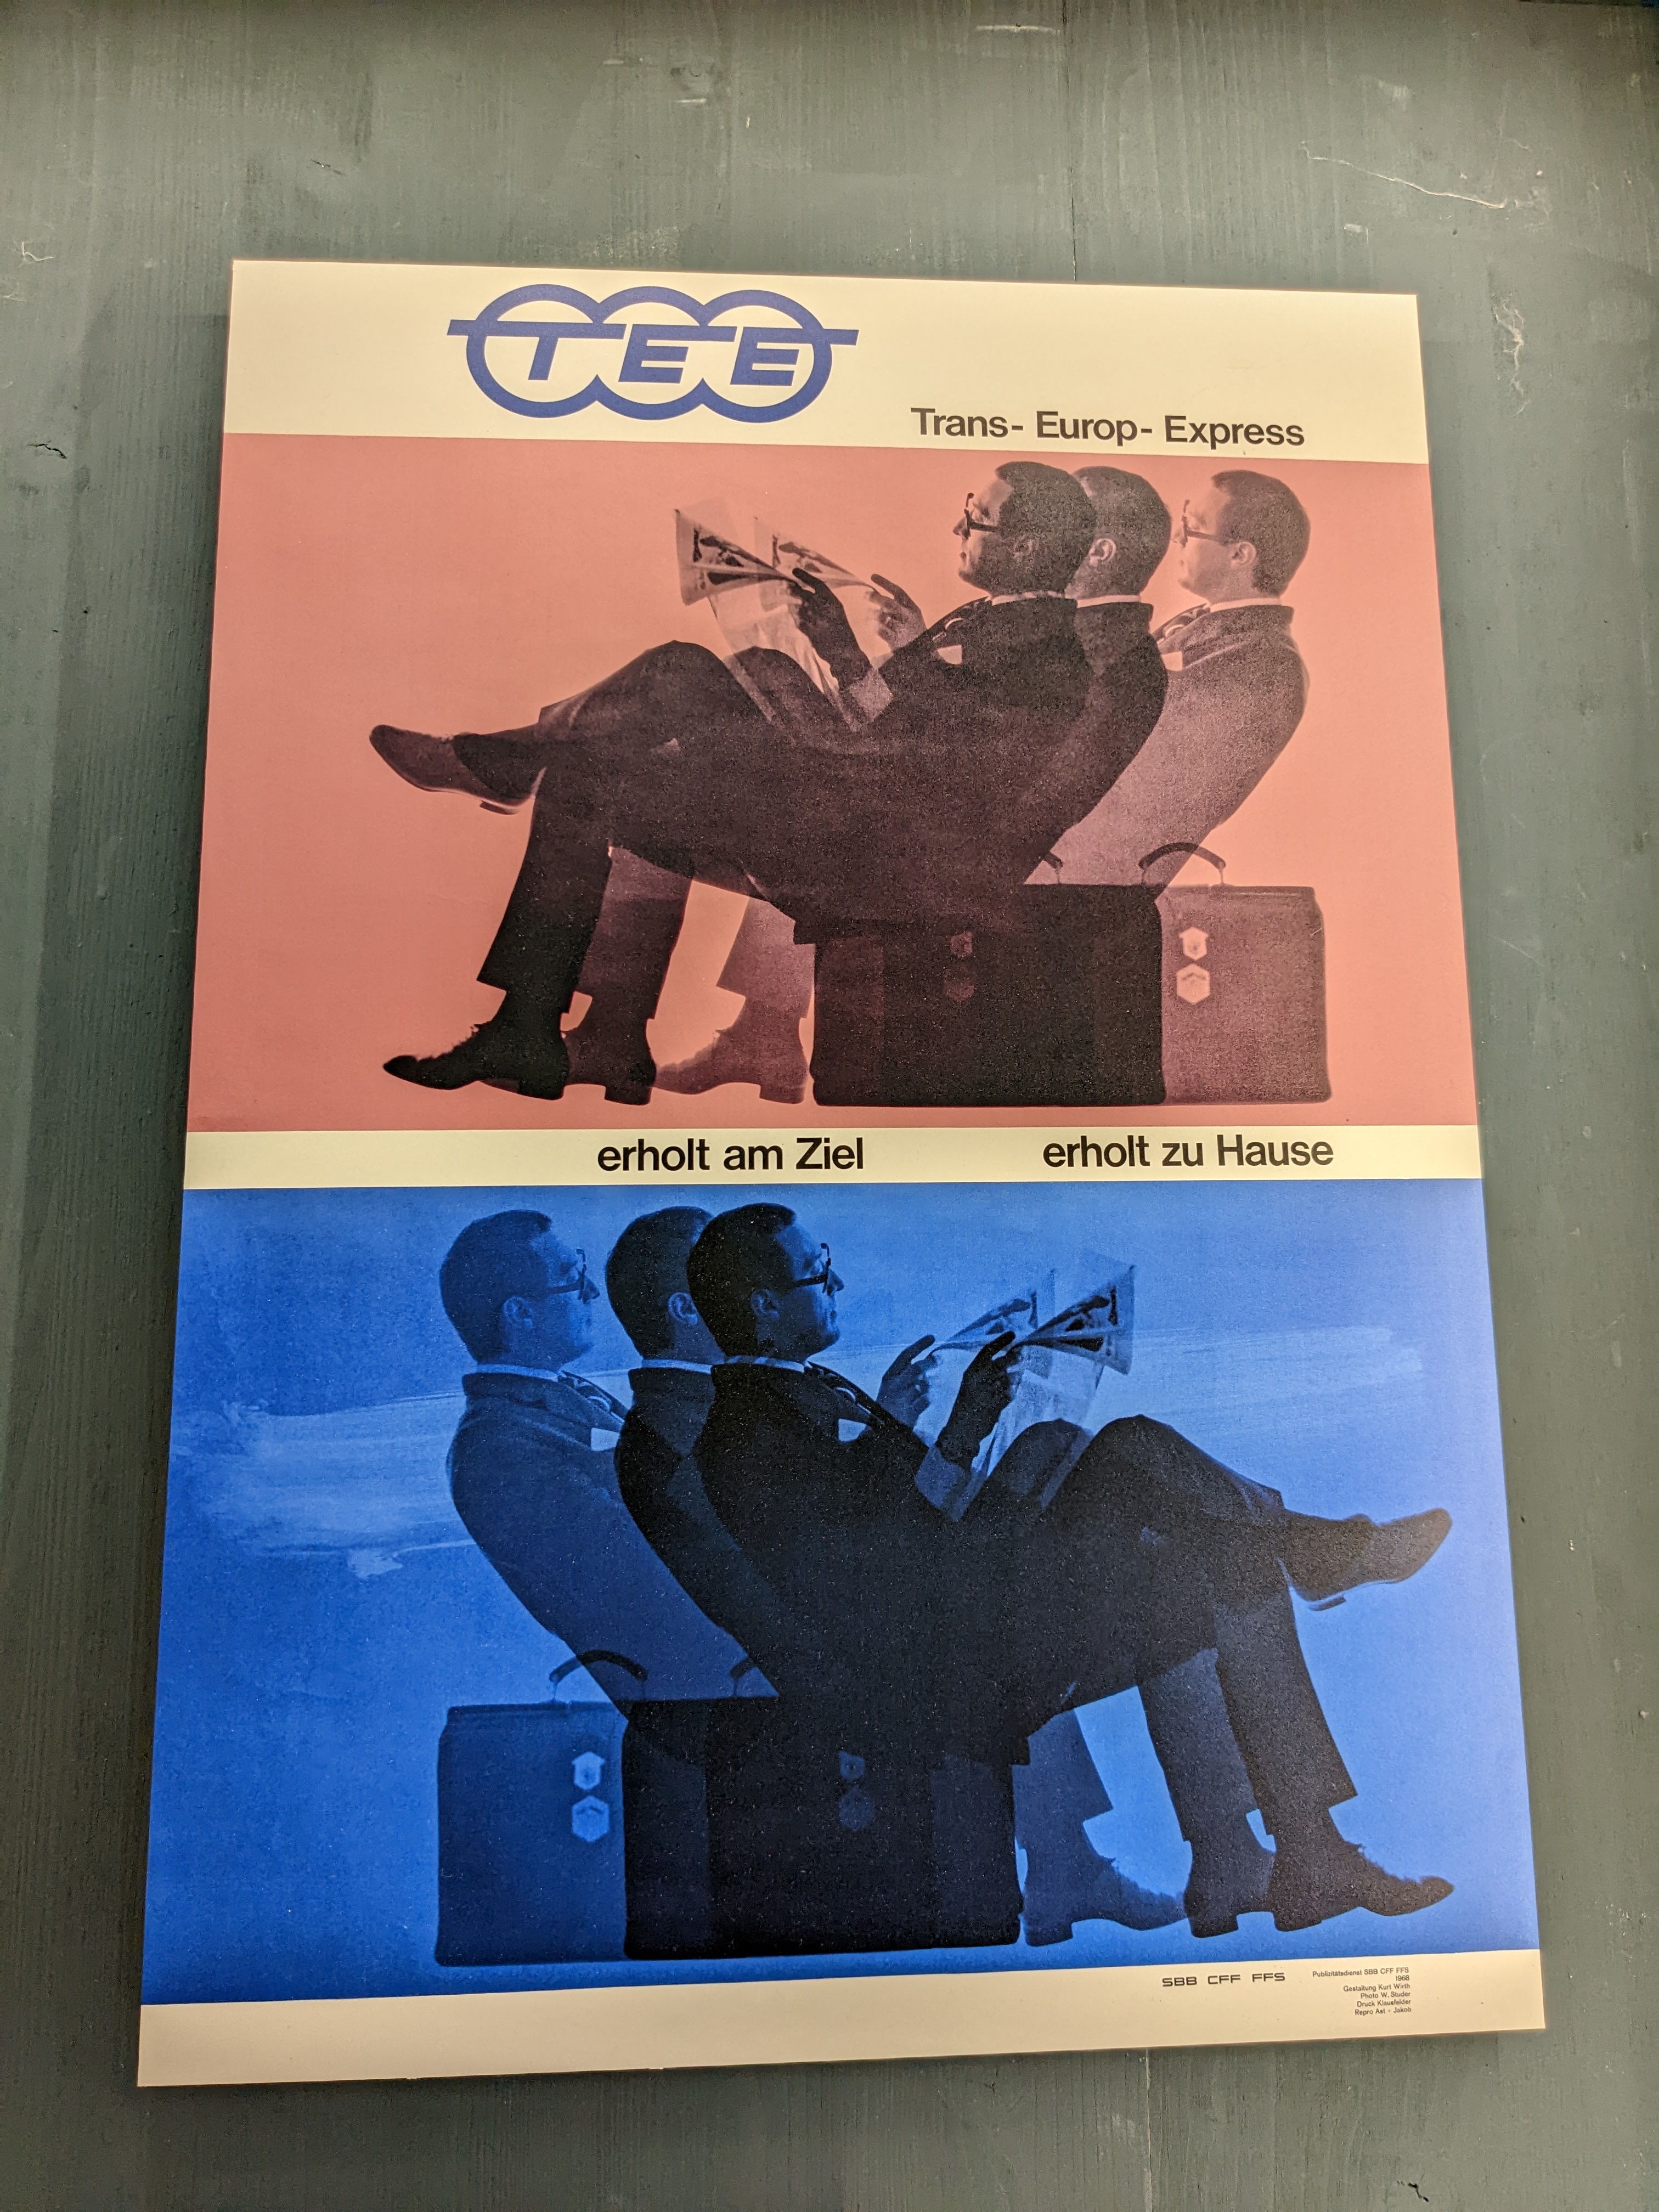 TEE
Trans- Europ- Express
erholt am Ziel erholt zu Hause
SBB CFF FFS
Publizitätsdienst SBB CFF FFS
1968
Gestaltung Kurt Wirth
Photo W. Studer
Druck Klausfelder
Repro Ast + Jakob